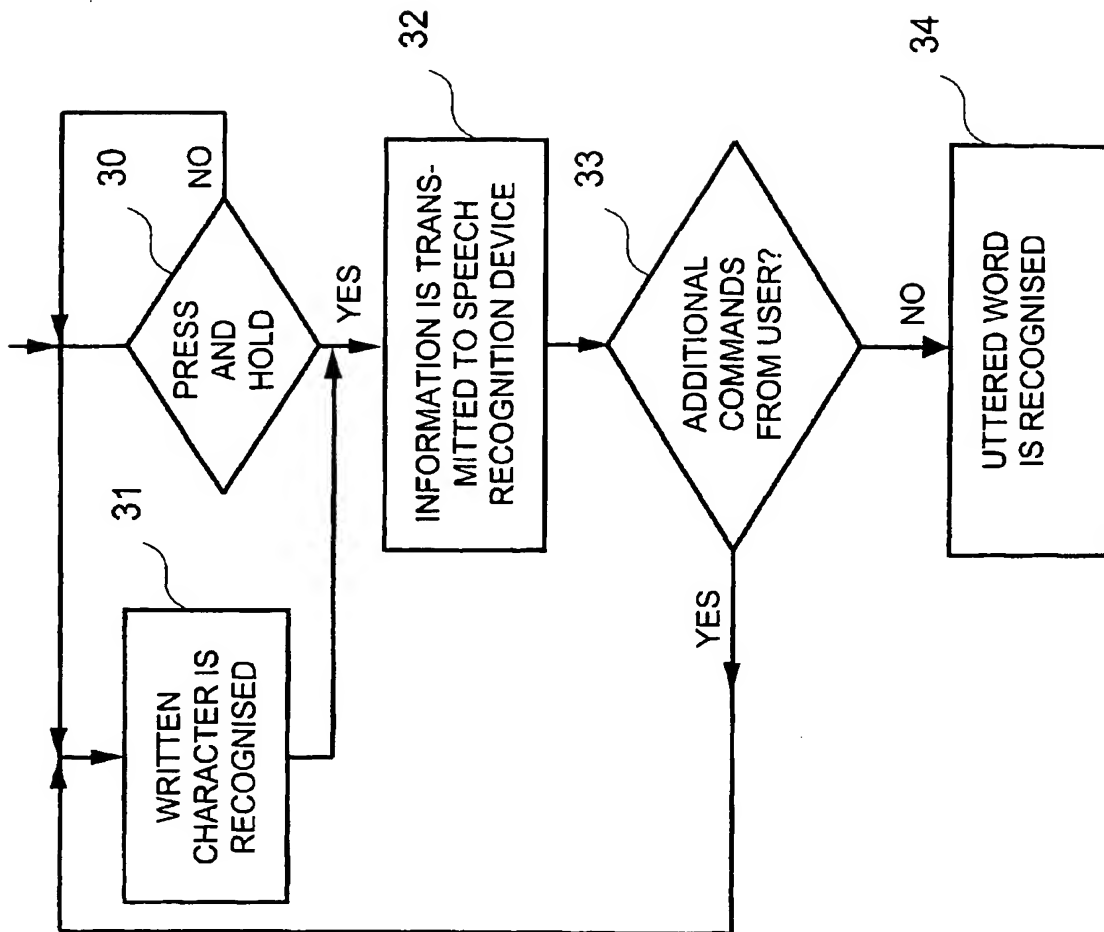 30
PRESS
AND
HOLD
NO
YES
31
WRITTEN
CHARACTER IS
RECOGNISED
32
INFORMATION IS TRANS-
MITTED TO SPEECH
RECOGNITION DEVICE
33
ADDITIONAL
COMMANDS
FROM USER?
YES
NO
34
UTTERED WORD
IS RECOGNISED